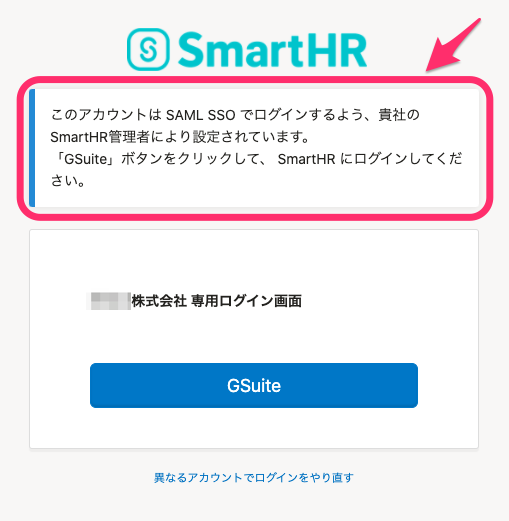 SmartHR
このアカウントは SAML SSO でログインするよう、貴社の
SmartHR管理者により設定されています。
「GSuite」ボタンをクリックして、 SmartHR にログインしてくだ
さい。
株式会社 専用ログイン画面
GSuite
異なるアカウントでログインをやり直す